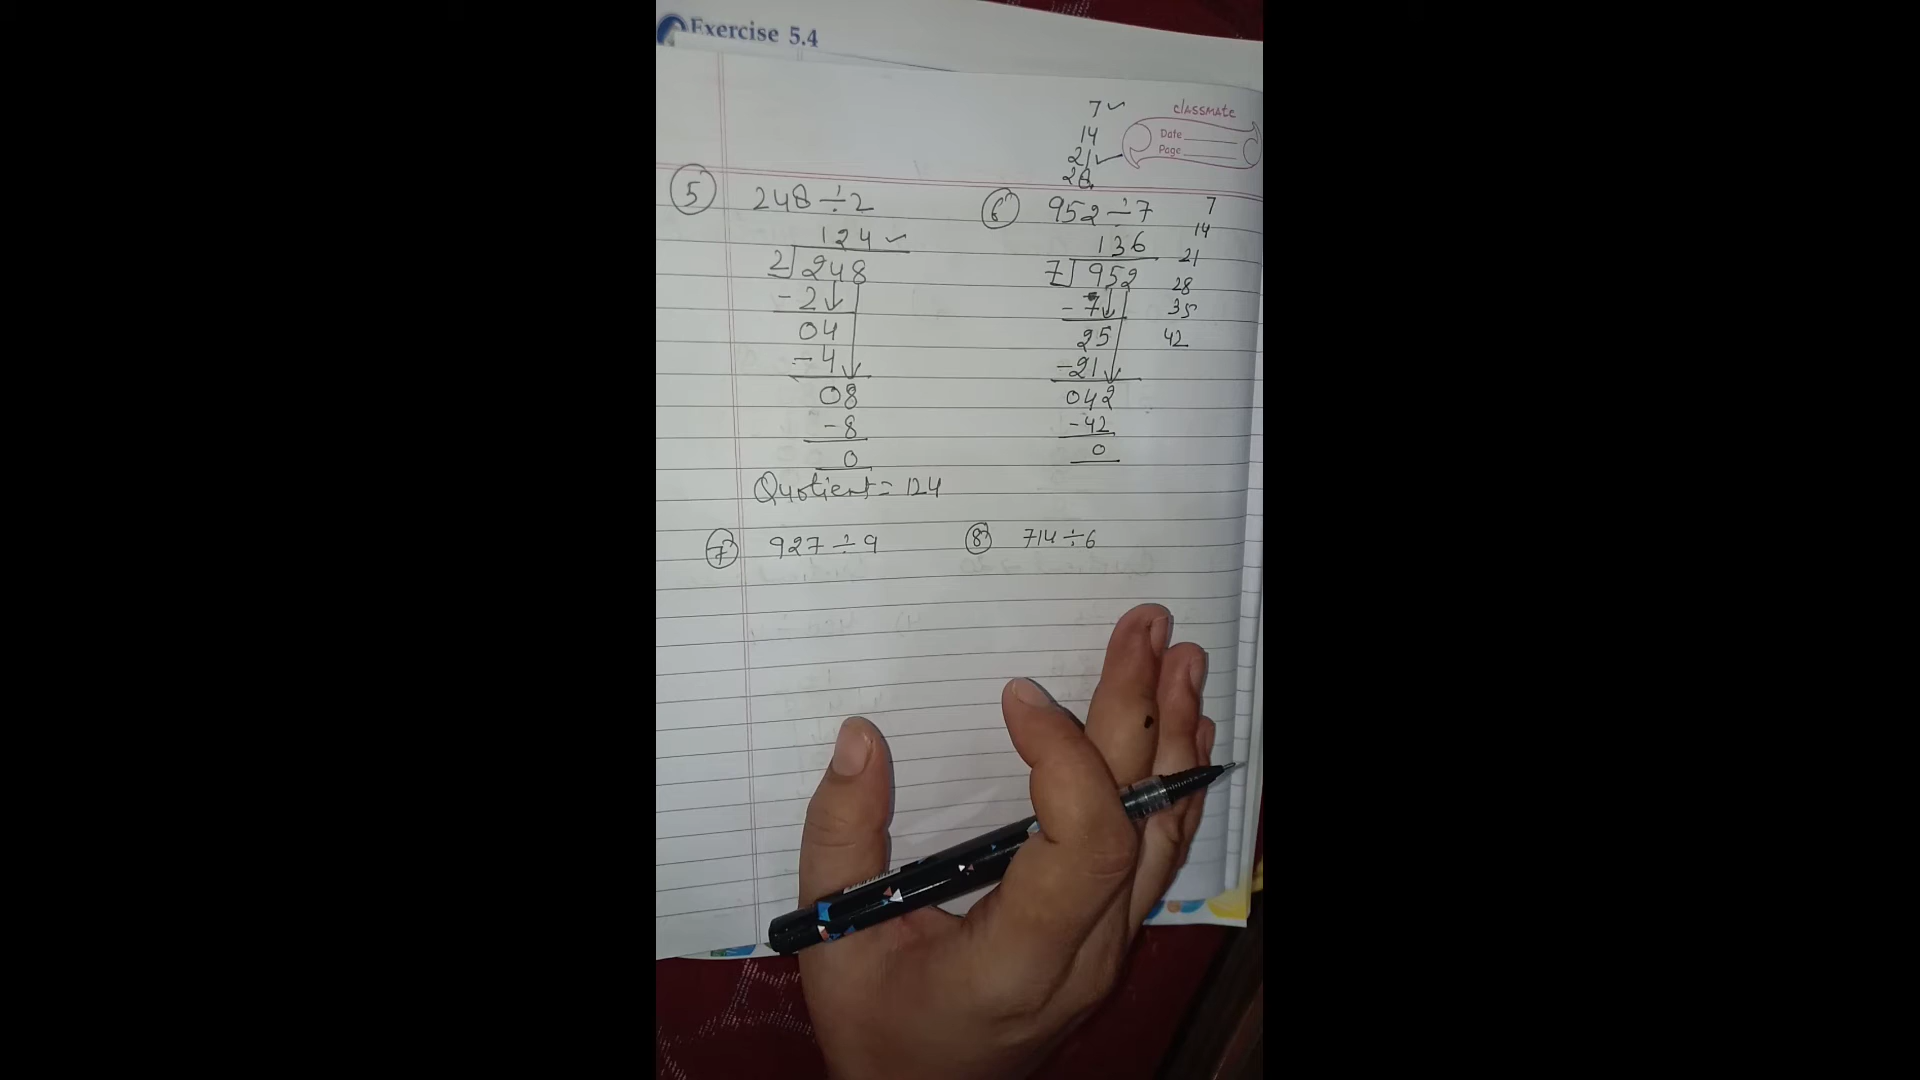 Exercise 5.4
classmate
Date
Page
7 ✓
14
21 ✓
28
5 248 ÷ 2
124 ✓
2 248
- 2
04
- 4
08
- 8
0
Quotient = 124
6 952 ÷ 7
136
7 952
- 7
25
- 21
042
- 42
0
7
14
21
28
35
42
7 927 ÷ 9
8 714 ÷ 6